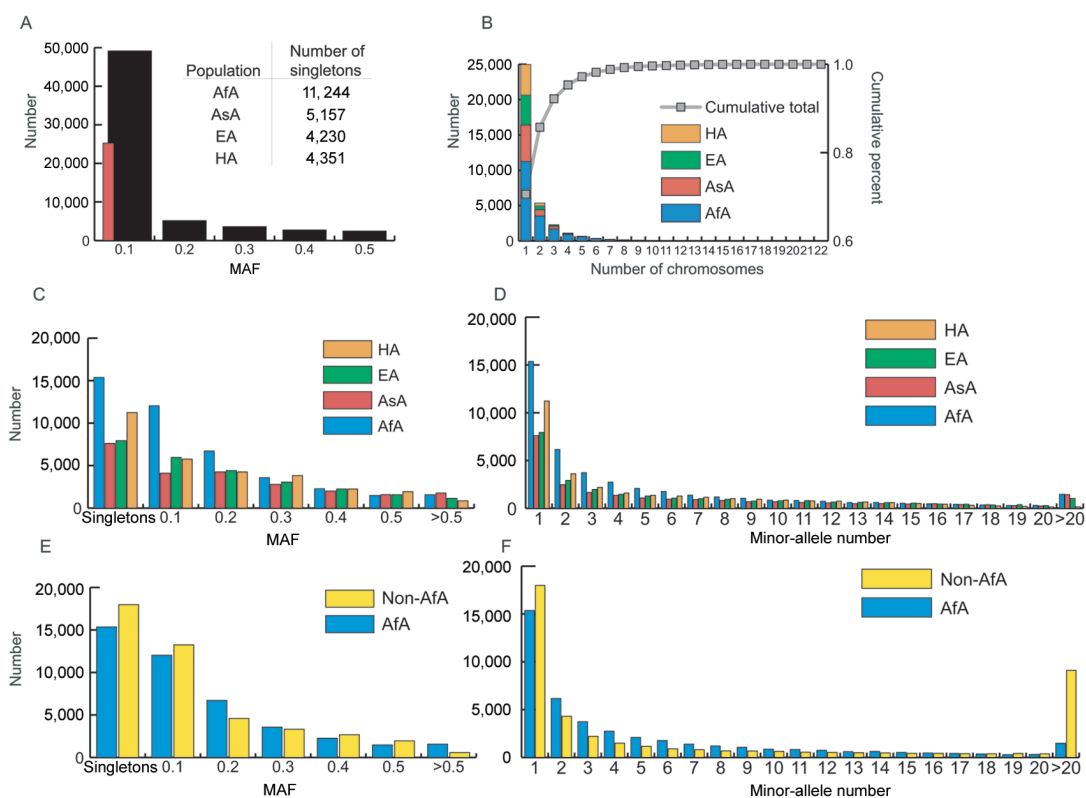 A
Number
50,000
40,000
30,000
20,000
10,000
0
0.1 0.2 0.3 0.4 0.5
MAF
Population Number of singletons
AfA 11,244
AsA 5,157
EA 4,230
HA 4,351
B
Number
25,000
20,000
15,000
10,000
5,000
0
1 2 3 4 5 6 7 8 9 10 11 12 13 14 15 16 17 18 19 20 21 22
Number of chromosomes
Cumulative total
HA
EA
AsA
AfA
1.0
0.8
0.6
Cumulative percent
C
Number
20,000
15,000
10,000
5,000
0
Singletons 0.1 0.2 0.3 0.4 0.5 >0.5
MAF
HA
EA
AsA
AfA
D
20,000
15,000
10,000
5,000
0
1 2 3 4 5 6 7 8 9 10 11 12 13 14 15 16 17 18 19 20 >20
Minor-allele number
HA
EA
AsA
AfA
E
Number
20,000
15,000
10,000
5,000
0
Singletons 0.1 0.2 0.3 0.4 0.5 >0.5
MAF
Non-AfA
AfA
F
20,000
15,000
10,000
5,000
0
1 2 3 4 5 6 7 8 9 10 11 12 13 14 15 16 17 18 19 20 >20
Minor-allele number
Non-AfA
AfA